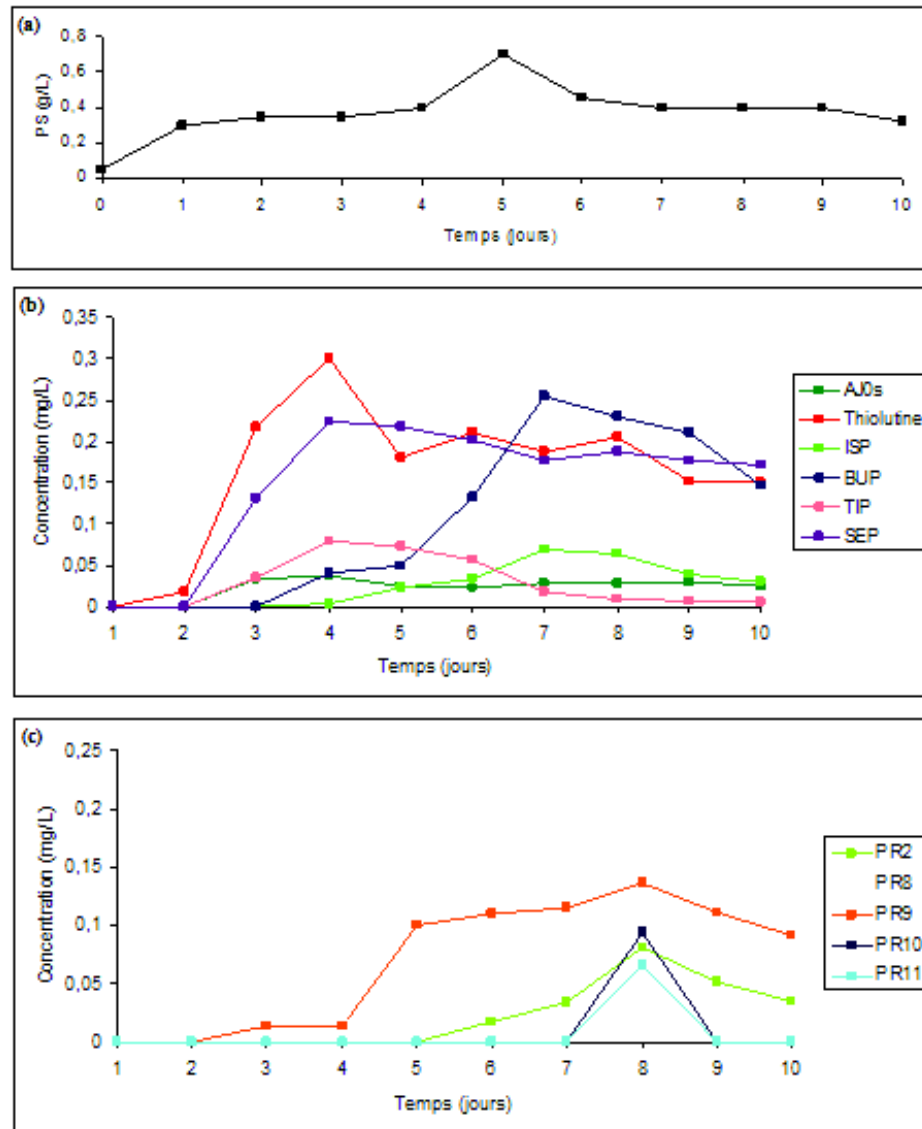 (a)
0,8
0,6
0,4
0,2
0
PS (g/L)
0 1 2 3 4 5 6 7 8 9 10
Temps (jours)
(b)
0,35
0,3
0,25
0,2
0,15
0,1
0,05
0
Concentration (mg/L)
1 2 3 4 5 6 7 8 9 10
Temps (jours)
AJ0s
Thiolutine
ISP
BUP
TIP
SEP
(c)
0,25
0,2
0,15
0,1
0,05
0
Concentration (mg/L)
1 2 3 4 5 6 7 8 9 10
Temps (jours)
PR2
PR8
PR9
PR10
PR11